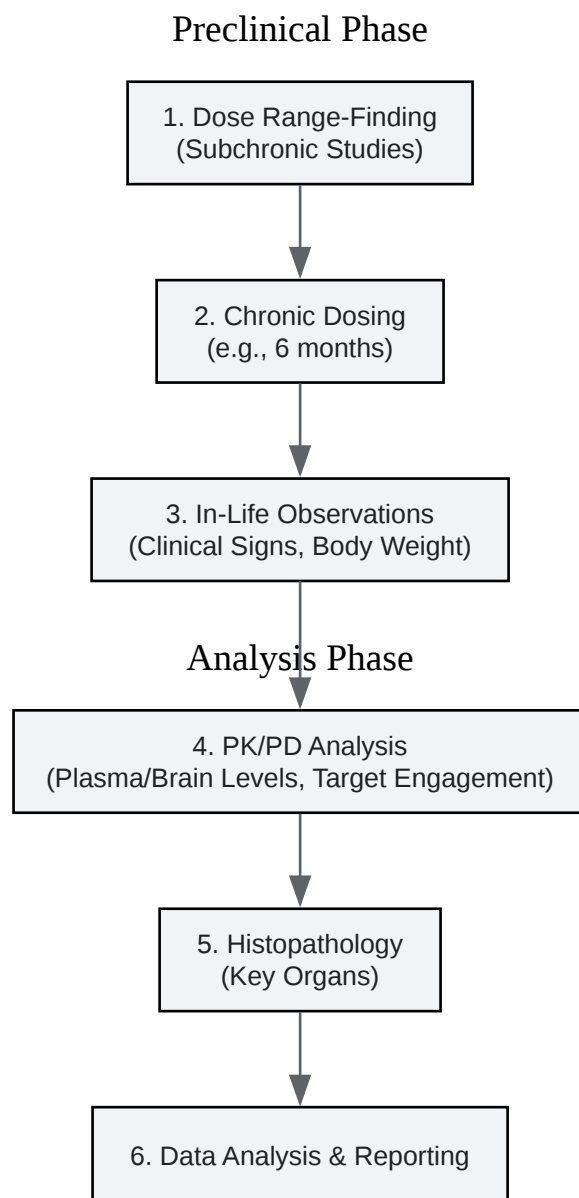 Preclinical Phase
1. Dose Range-Finding
(Subchronic Studies)
2. Chronic Dosing
(e.g., 6 months)
3. In-Life Observations
(Clinical Signs, Body Weight)
Analysis Phase
4. PK/PD Analysis
(Plasma/Brain Levels, Target Engagement)
5. Histopathology
(Key Organs)
6. Data Analysis & Reporting